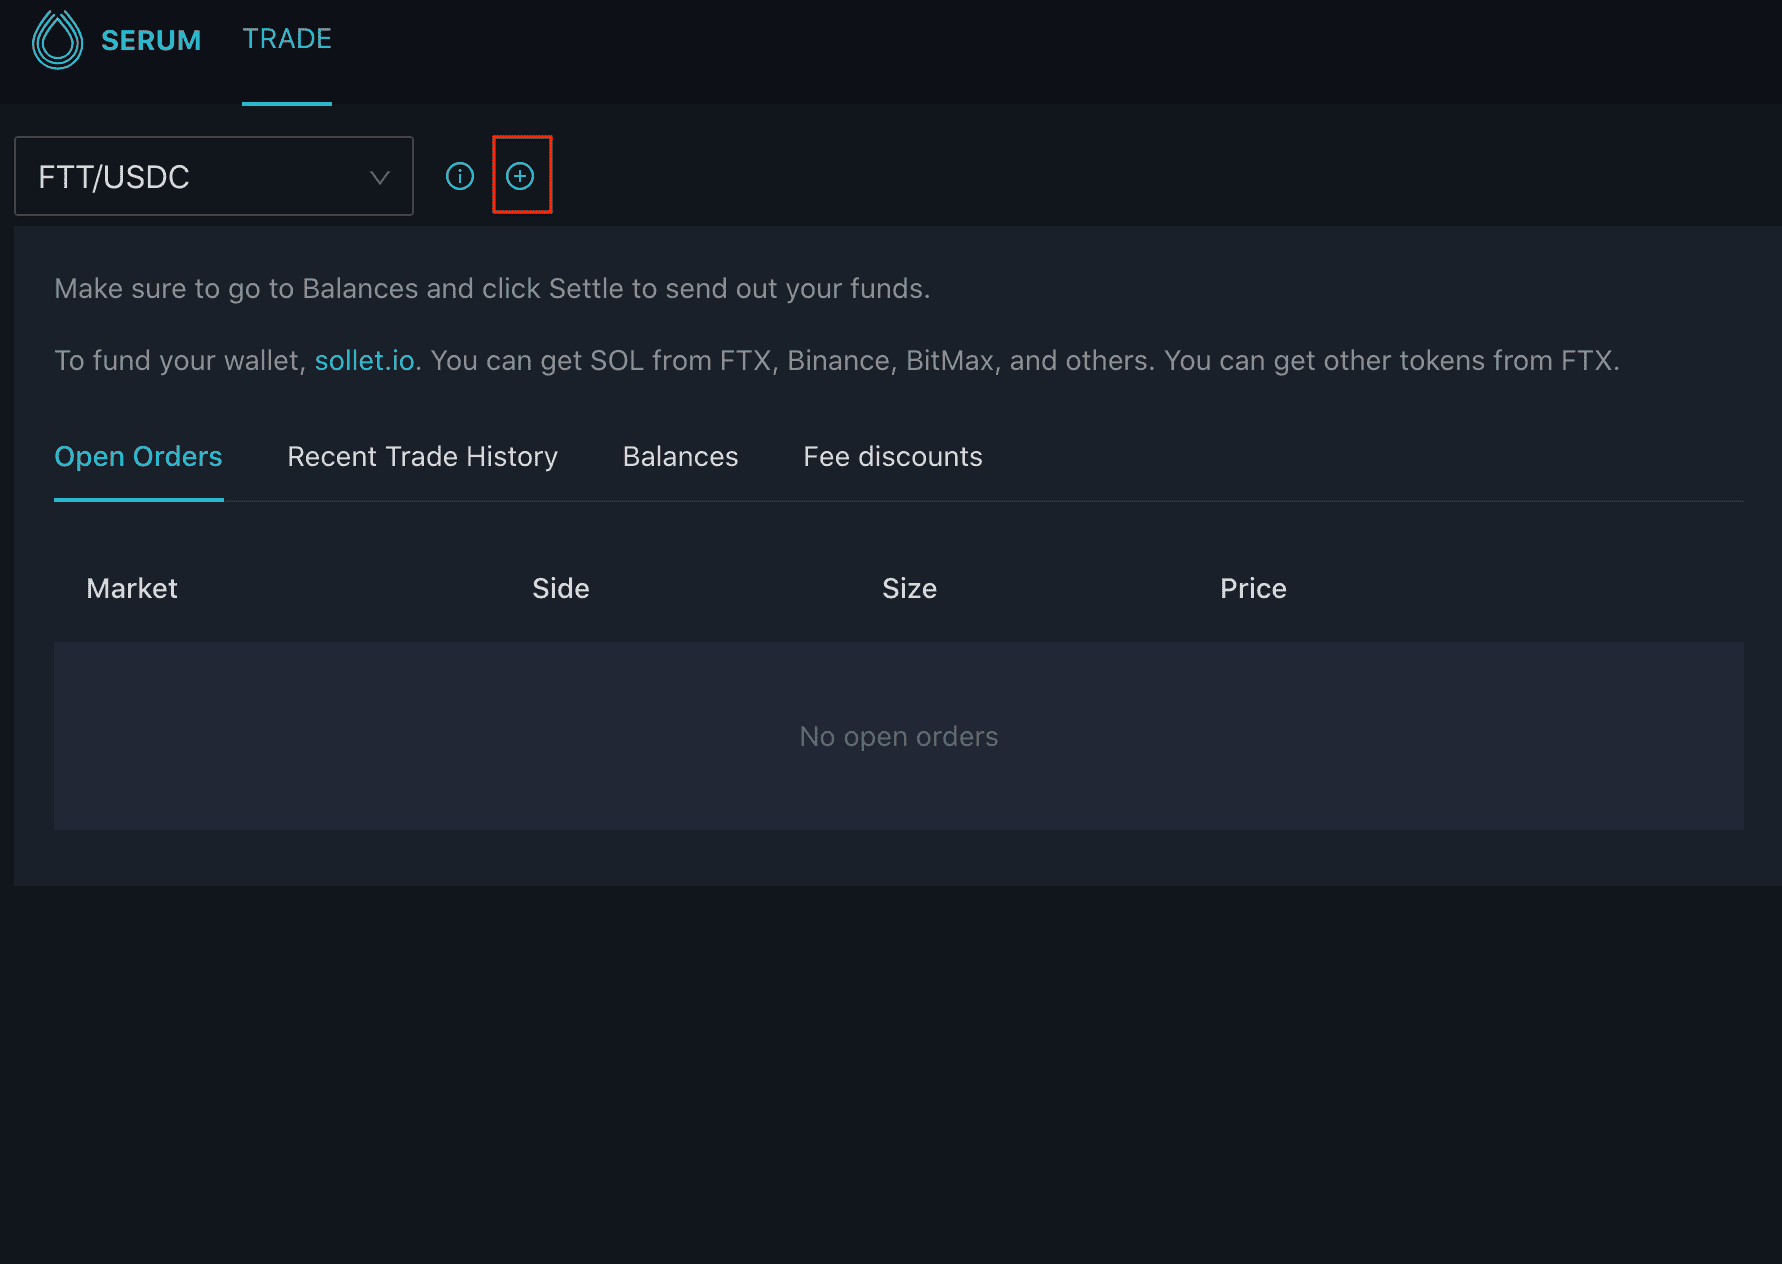 SERUM TRADE
FTT/USDC
Make sure to go to Balances and click Settle to send out your funds.
To fund your wallet, sollet.io. You can get SOL from FTX, Binance, BitMax, and others. You can get other tokens from FTX.
Open Orders Recent Trade History Balances Fee discounts
Market Side Size Price
No open orders